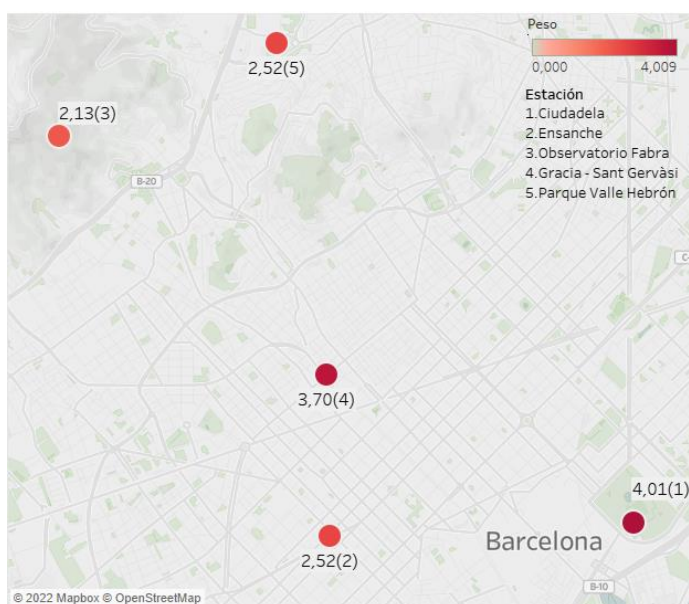 Peso
0,000 4,009
Estación
1.Ciudadela
2.Ensanche
3.Observatorio Fabra
4.Gracia - Sant Gervàsi
5.Parque Valle Hebrón
2,52(5)
2,13(3)
B-20
C-
3,70(4)
4,01(1)
Barcelona
2,52(2)
B-10
© 2022 Mapbox © OpenStreetMap